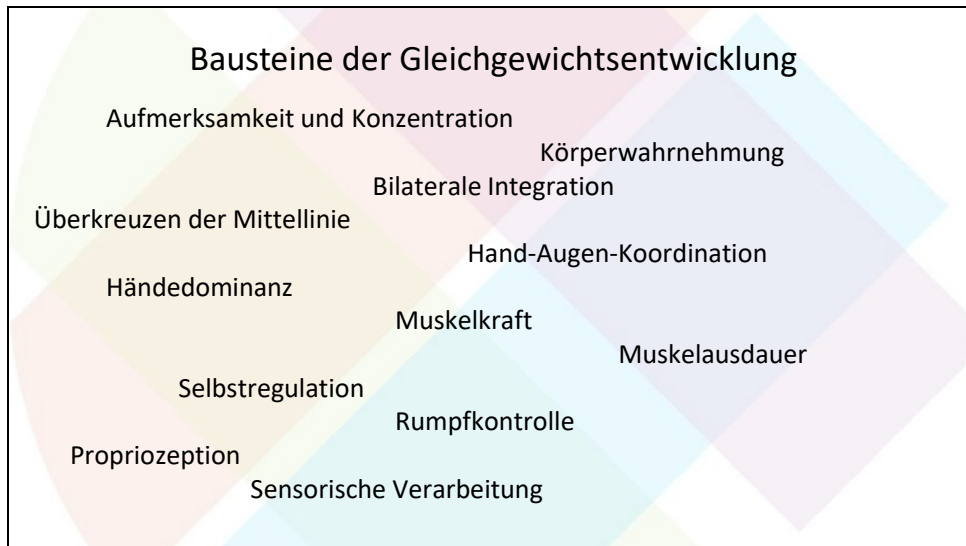 Bausteine der Gleichgewichtsentwicklung
Aufmerksamkeit und Konzentration
Körperwahrnehmung
Bilaterale Integration
Überkreuzen der Mittellinie
Hand-Augen-Koordination
Händedominanz
Muskelkraft
Muskelausdauer
Selbstregulation
Rumpfkontrolle
Propriozeption
Sensorische Verarbeitung